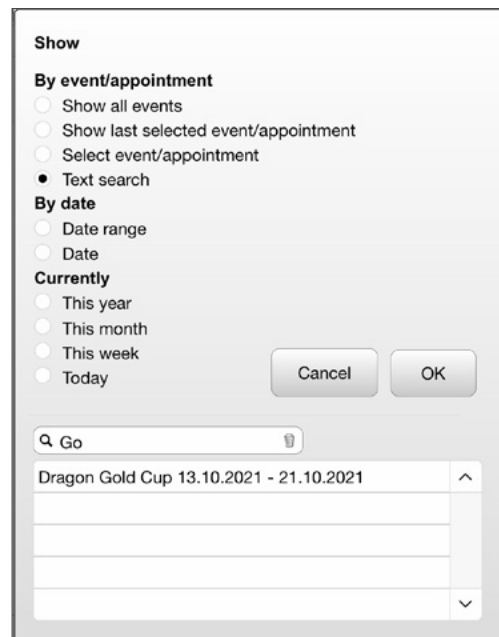 Show
By event/appointment
Show all events
Show last selected event/appointment
Select event/appointment
Text search
By date
Date range
Date
Currently
This year
This month
This week
Today
Cancel
OK
Go
Dragon Gold Cup 13.10.2021 - 21.10.2021